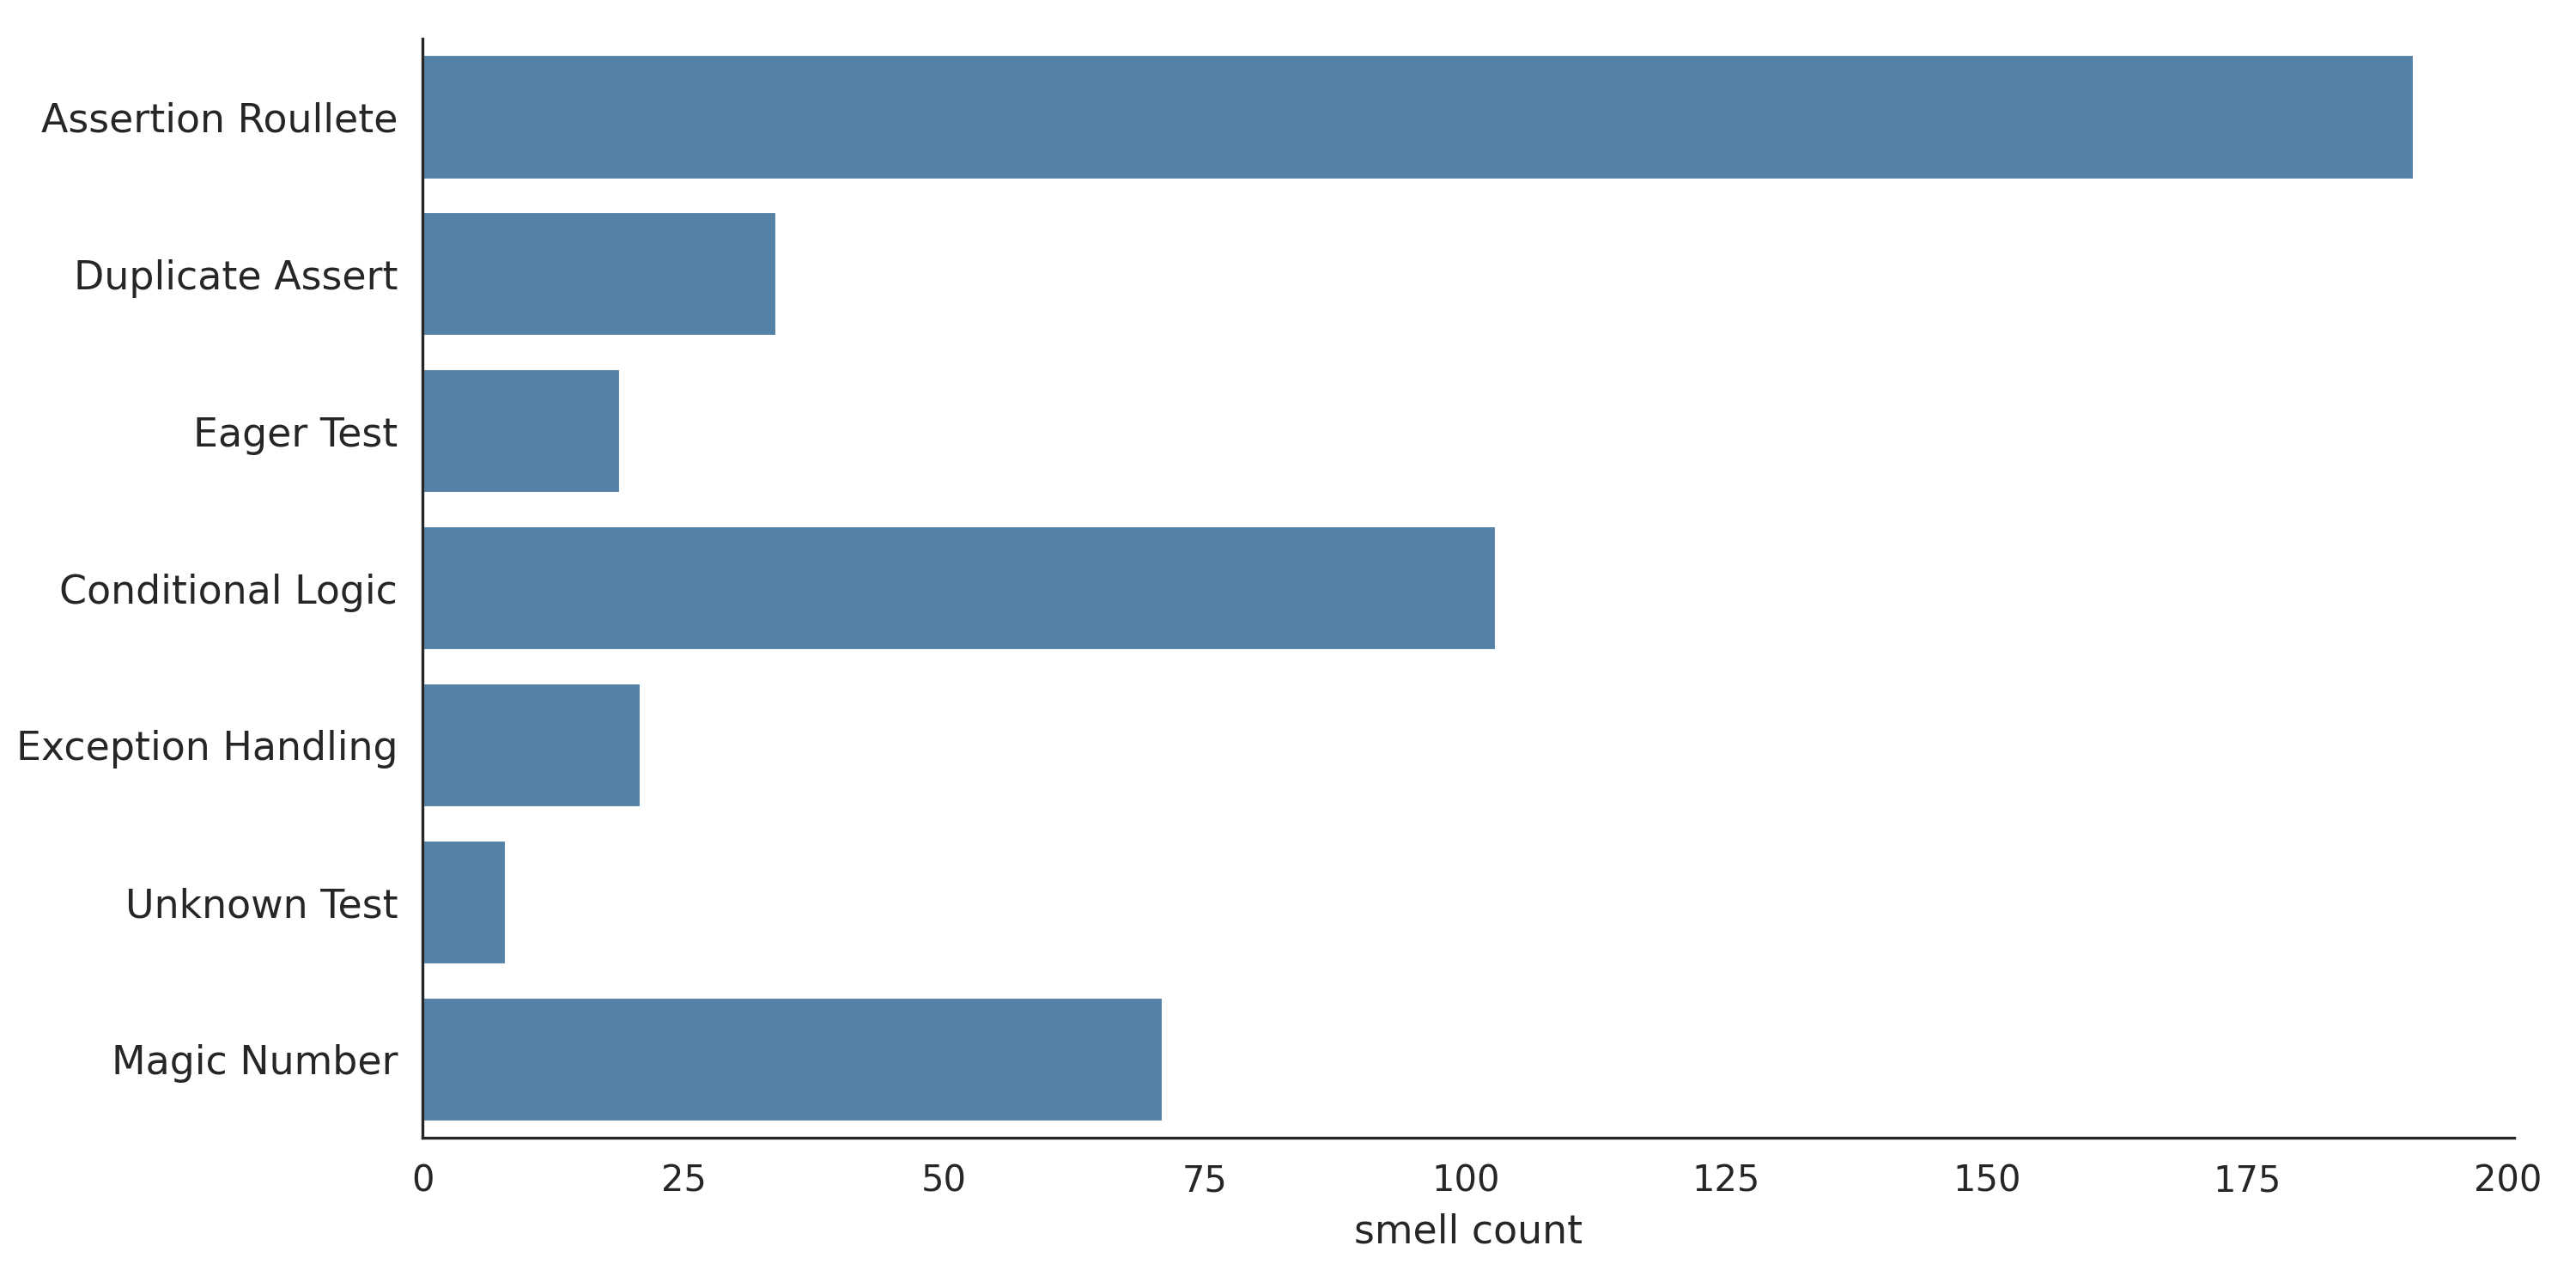 Assertion Roullete
Duplicate Assert
Eager Test
Conditional Logic
Exception Handling
Unknown Test
Magic Number
0 25 50 75 100 125 150 175 200
smell count